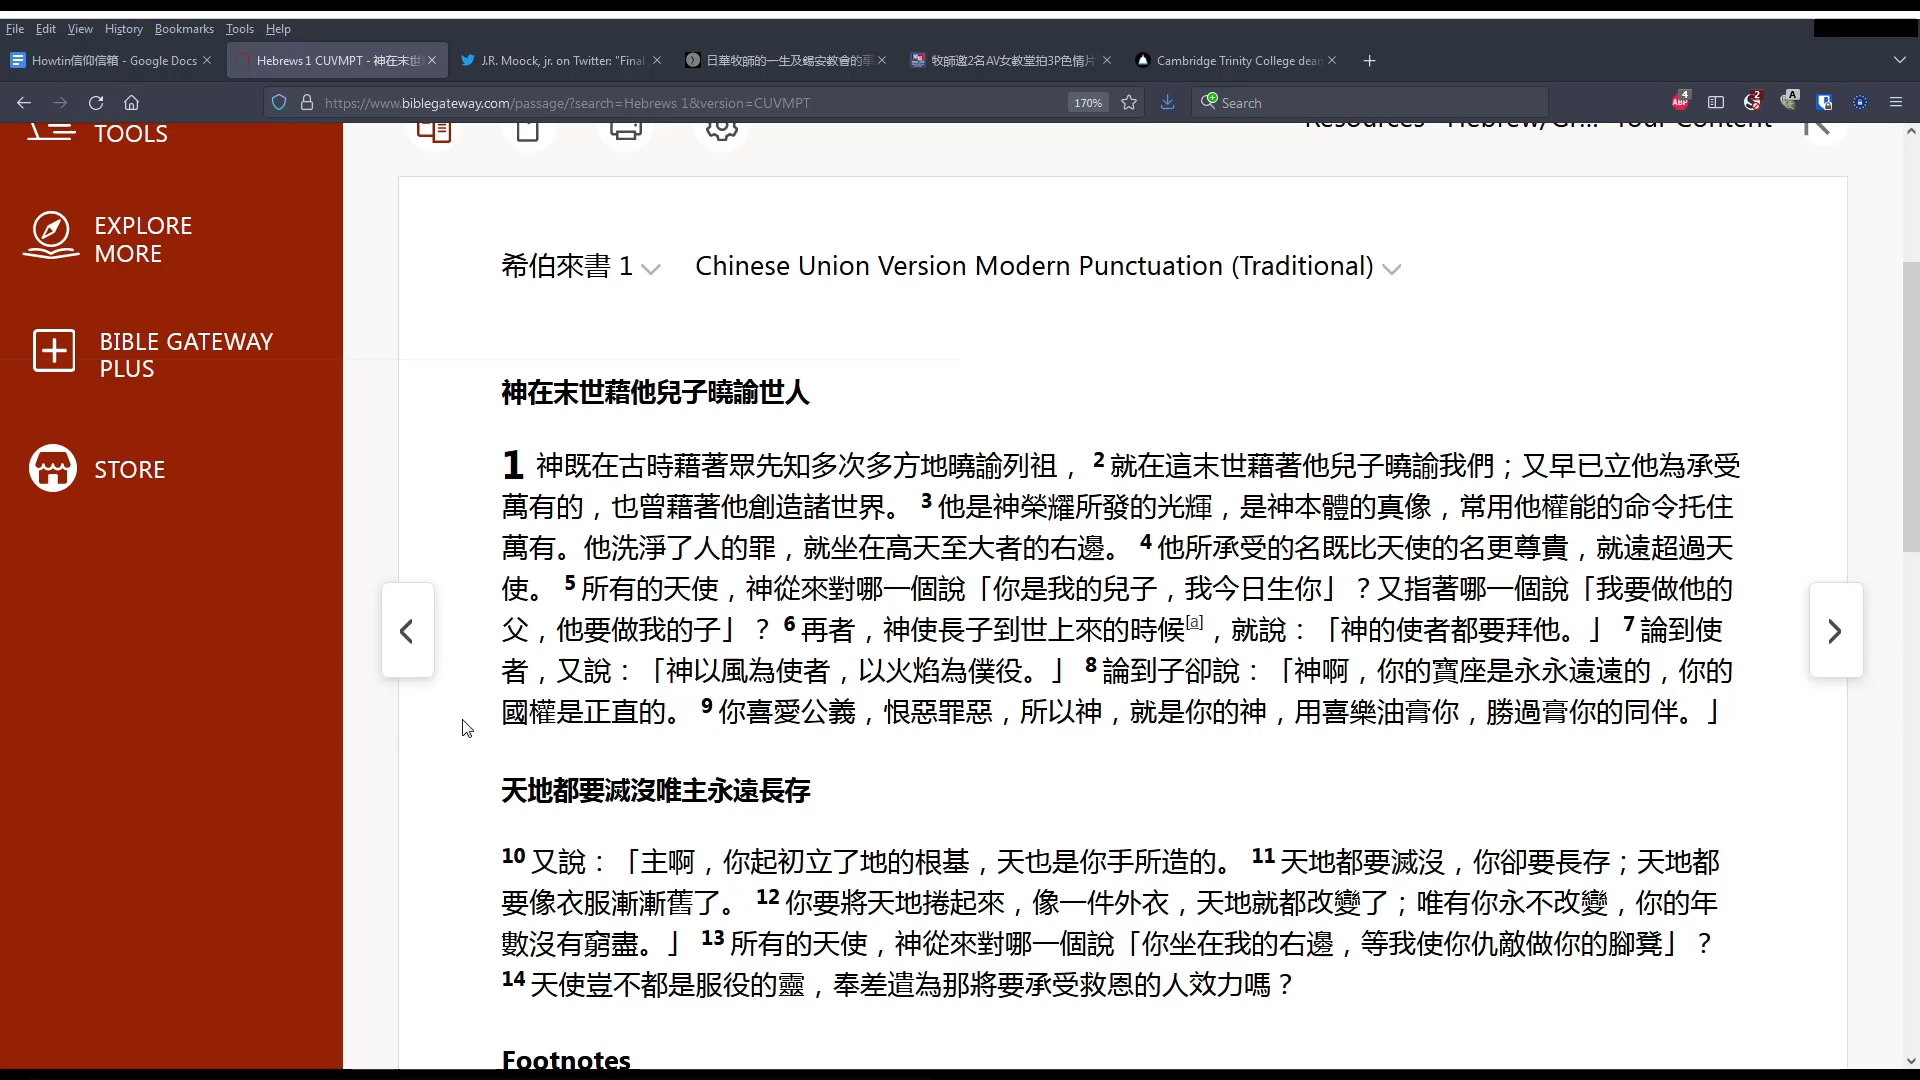 File Edit View History Bookmarks Tools Help
Howtin信仰信箱 - Google Docs
Hebrews 1 CUVMPT - 神在末世
J.R. Moock, jr. on Twitter: "Final
日華牧師的一生及錫安教會的事
牧師邀2名AV女教堂拍3P色情片
Cambridge Trinity College dean
https://www.biblegateway.com/passage/?search=Hebrews 1&version=CUVMPT
170%
Search
TOOLS
EXPLORE
MORE
BIBLE GATEWAY
PLUS
STORE
Resources Hebrew/Gr... Your Content
希伯來書 1 Chinese Union Version Modern Punctuation (Traditional)
神在末世藉他兒子曉諭世人
1 神既在古時藉著眾先知多次多方地曉諭列祖，2 就在這末世藉著他兒子曉諭我們；又早已立他為承受
萬有的，也曾藉著他創造諸世界。 3 他是神榮耀所發的光輝，是神本體的真像，常用他權能的命令托住
萬有。他洗淨了人的罪，就坐在高天至大者的右邊。 4 他所承受的名既比天使的名更尊貴，就遠超過天
使。 5 所有的天使，神從來對哪一個說「你是我的兒子，我今日生你」？又指著哪一個說「我要做他的
父，他要做我的子」？ 6 再者，神使長子到世上來的時候[a]，就說：「神的使者都要拜他。」 7 論到使
者，又說：「神以風為使者，以火焰為僕役。」 8 論到子卻說：「神啊，你的寶座是永永遠遠的，你的
國權是正直的。 9 你喜愛公義，恨惡罪惡，所以神，就是你的神，用喜樂油膏你，勝過膏你的同伴。」
天地都要滅沒唯主永遠長存
10 又說：「主啊，你起初立了地的根基，天也是你手所造的。 11 天地都要滅沒，你卻要長存；天地都
要像衣服漸漸舊了。 12 你要將天地捲起來，像一件外衣，天地就都改變了；唯有你永不改變，你的年
數沒有窮盡。」 13 所有的天使，神從來對哪一個說「你坐在我的右邊，等我使你仇敵做你的腳凳」？
14 天使豈不都是服役的靈，奉差遣為那將要承受救恩的人效力嗎？
Footnotes